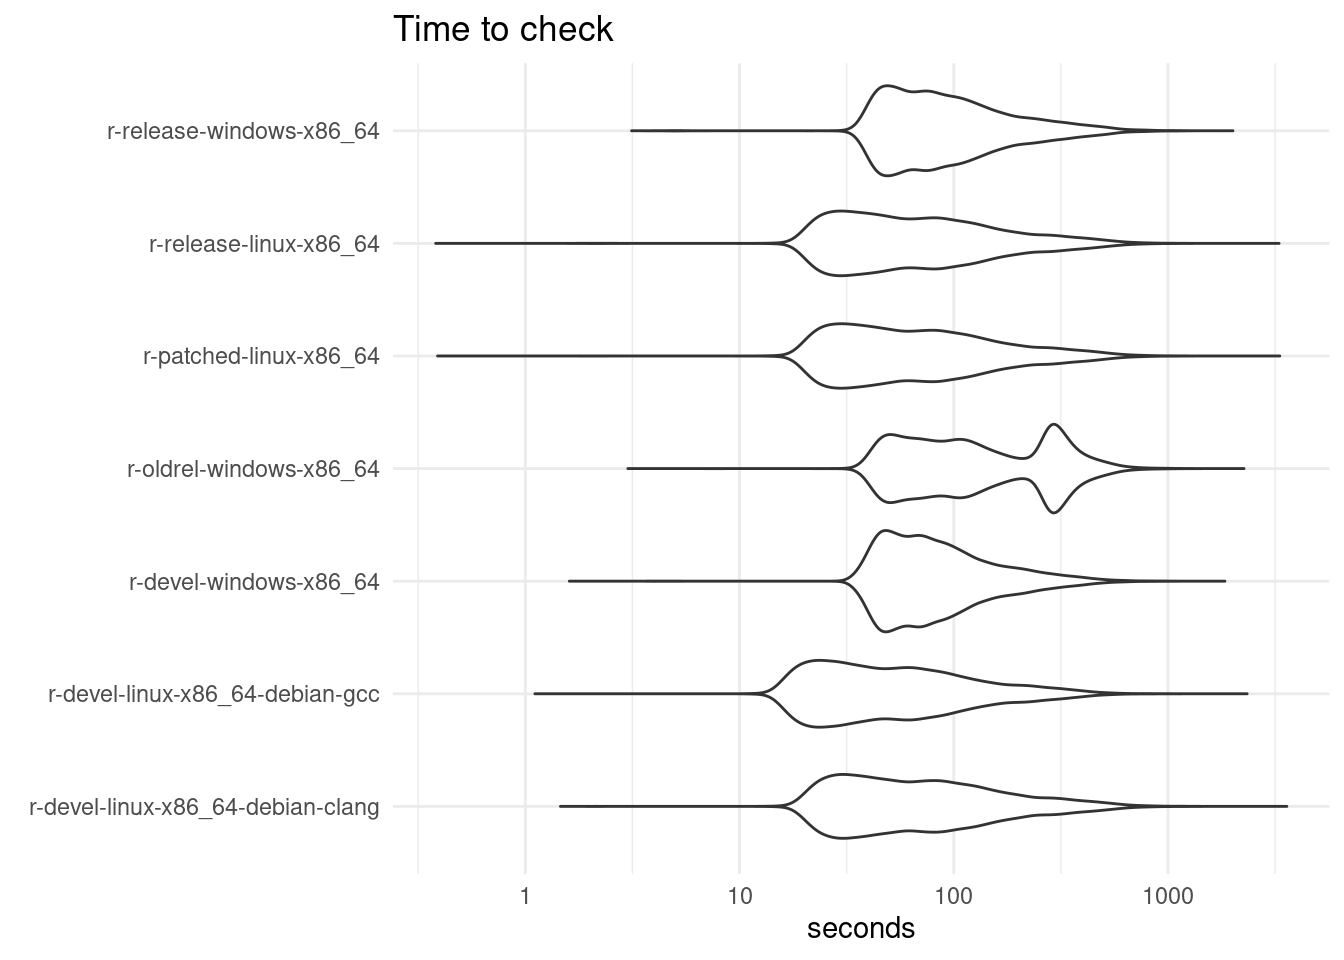 Time to check
r-release-windows-x86_64
r-release-linux-x86_64
r-patched-linux-x86_64
r-oldrel-windows-x86_64
r-devel-windows-x86_64
r-devel-linux-x86_64-debian-gcc
r-devel-linux-x86_64-debian-clang
1 10 100 1000
seconds